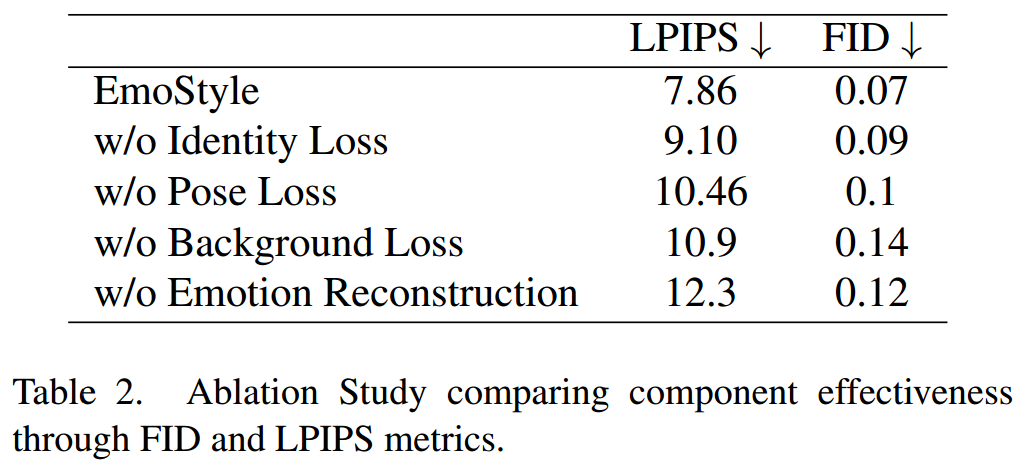 LPIPS ↓ FID ↓
EmoStyle 7.86 0.07
w/o Identity Loss 9.10 0.09
w/o Pose Loss 10.46 0.1
w/o Background Loss 10.9 0.14
w/o Emotion Reconstruction 12.3 0.12
Table 2. Ablation Study comparing component effectiveness
through FID and LPIPS metrics.